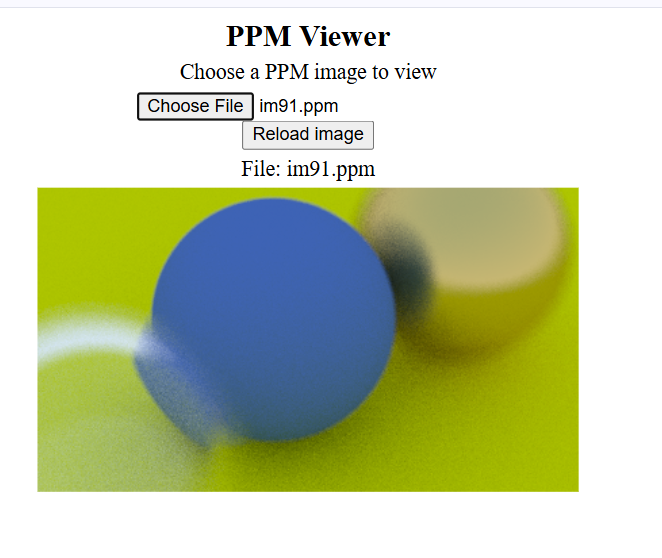 PPM Viewer
Choose a PPM image to view
Choose File im91.ppm
Reload image
File: im91.ppm